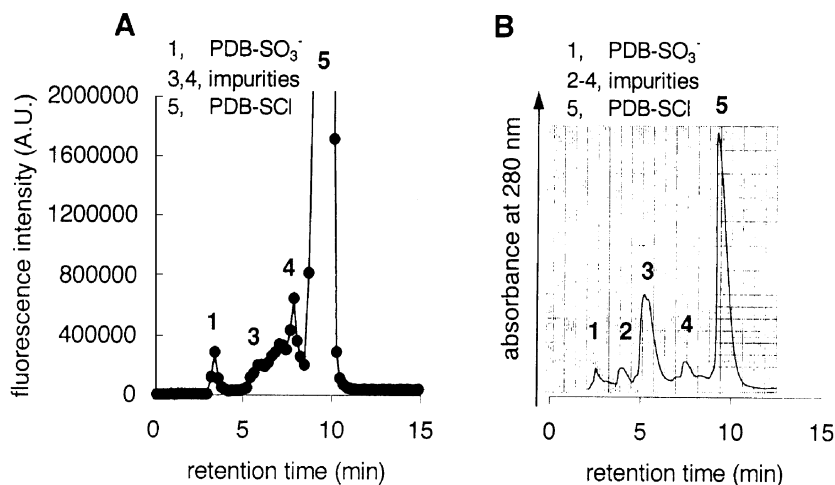 A
1, PDB-SO₃⁻
3,4, impurities
5, PDB-SCl
5
2000000
1600000
1200000
800000
400000
0
fluorescence intensity (A.U.)
1
3
4
0 5 10 15
retention time (min)
B
1, PDB-SO₃⁻
2-4, impurities
5, PDB-SCl
5
absorbance at 280 nm
1
2
3
4
0 5 10 15
retention time (min)